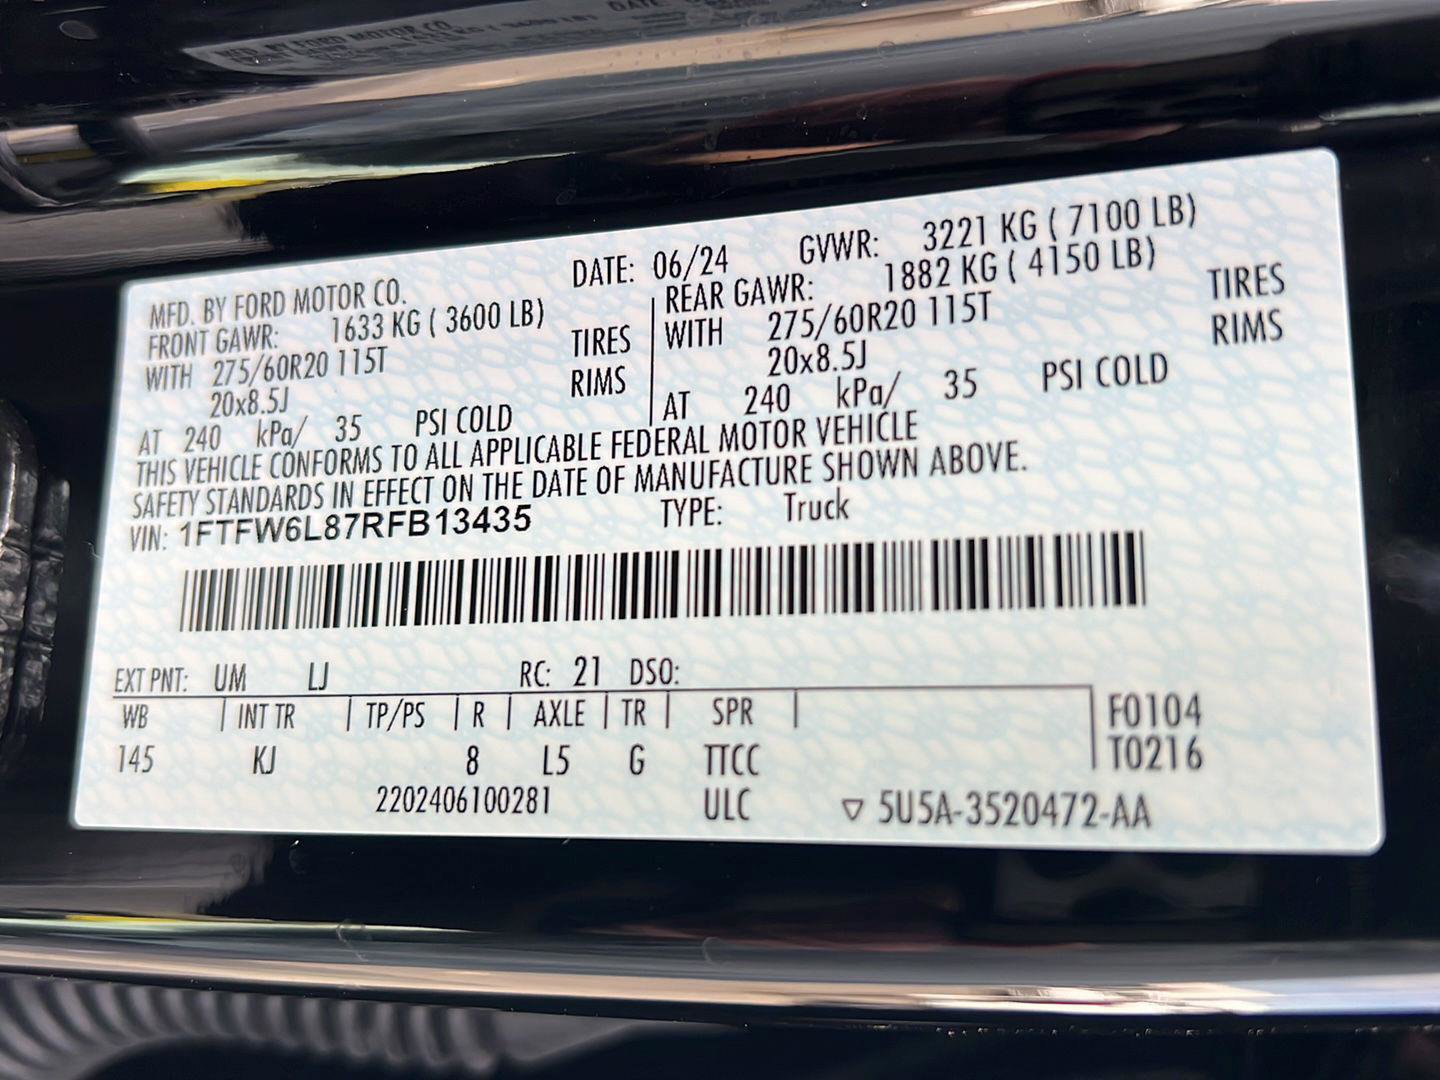 MFD. BY FORD MOTOR CO. DATE: 06/24 GVWR: 3221 KG ( 7100 LB)
FRONT GAWR: 1633 KG ( 3600 LB) REAR GAWR: 1882 KG ( 4150 LB)
WITH 275/60R20 115T TIRES WITH 275/60R20 115T TIRES
20x8.5J RIMS 20x8.5J RIMS
AT 240 kPa/ 35 PSI COLD AT 240 kPa/ 35 PSI COLD
THIS VEHICLE CONFORMS TO ALL APPLICABLE FEDERAL MOTOR VEHICLE
SAFETY STANDARDS IN EFFECT ON THE DATE OF MANUFACTURE SHOWN ABOVE.
VIN: 1FTFW6L87RFB13435 TYPE: Truck
EXT PNT: UM LJ RC: 21 DSO:
WB INT TR TP/PS R AXLE TR SPR F0104
145 KJ 8 L5 G TTCC T0216
2202406100281 ULC ▽ 5U5A-3520472-AA